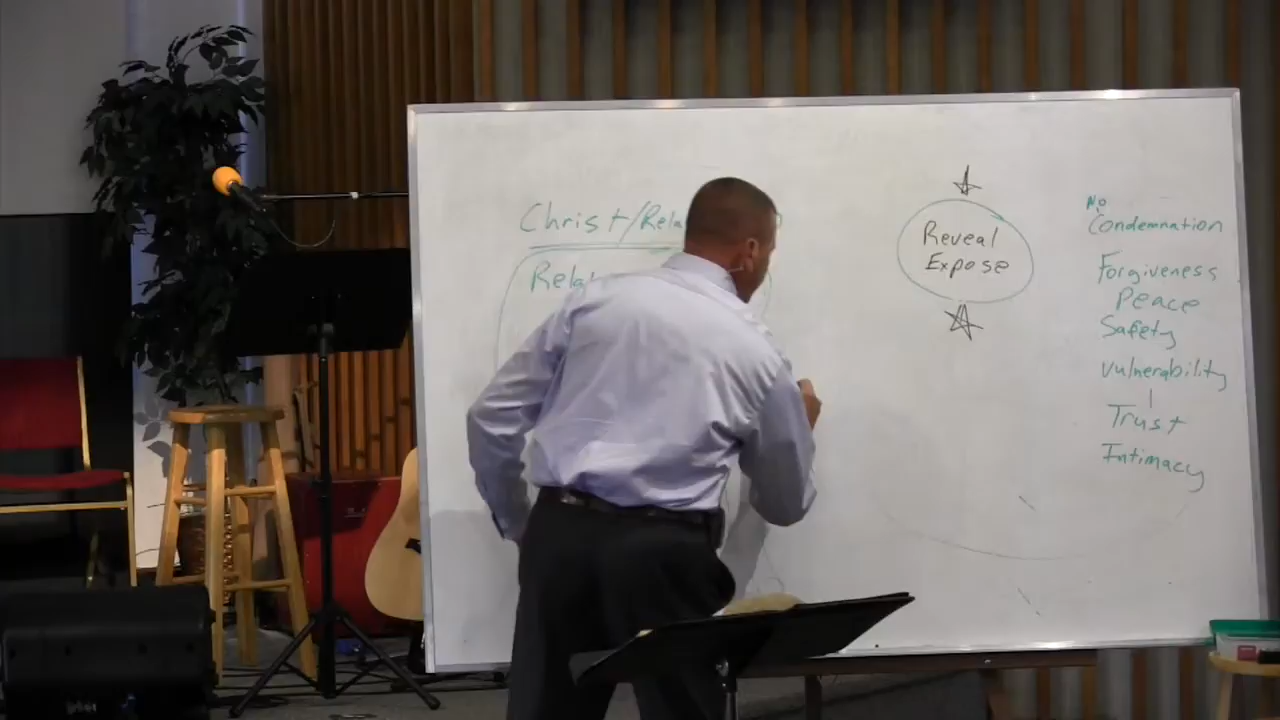 Christ/Rela
Rela
Reveal
Expose
No
Condemnation
Forgiveness
Peace
Safety
Vulnerability
Trust
Intimacy